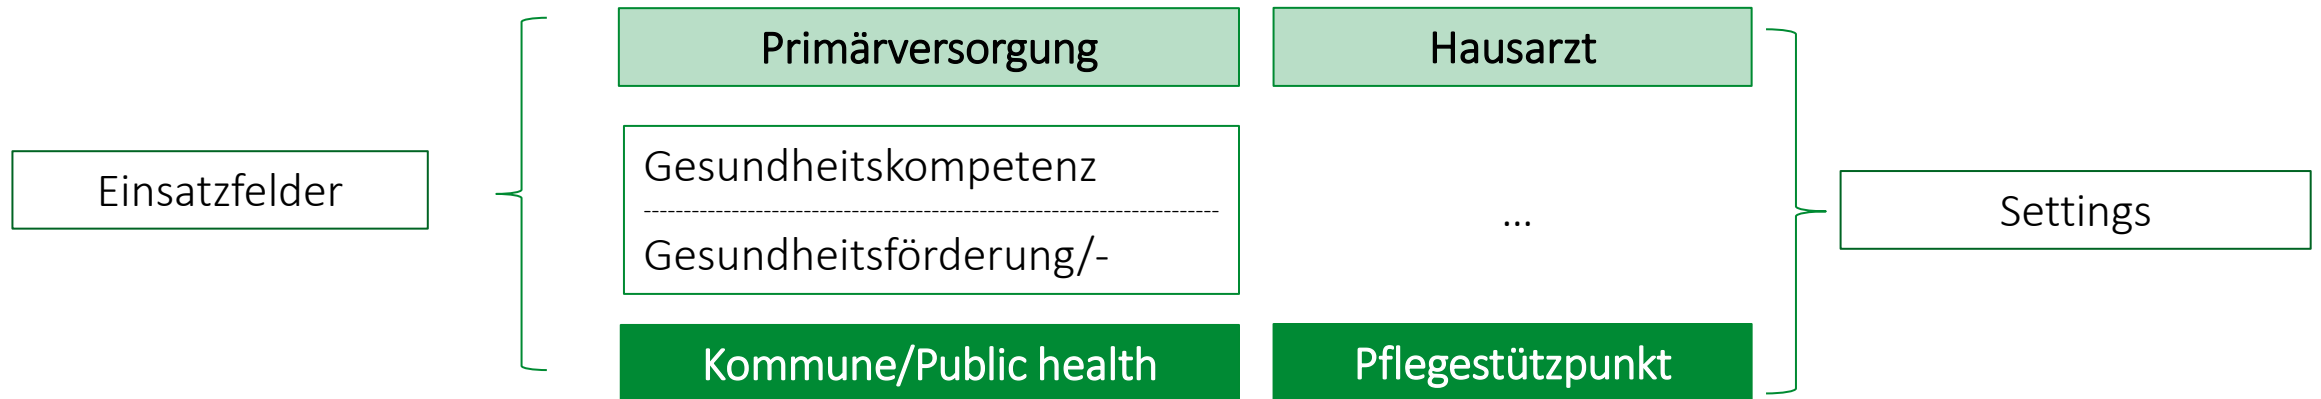 Primärversorgung
Hausarzt
Einsatzfelder
Gesundheitskompetenz
------------------------------------------------------------------------
Gesundheitsförderung/-
...
Settings
Kommune/Public health
Pflegestützpunkt